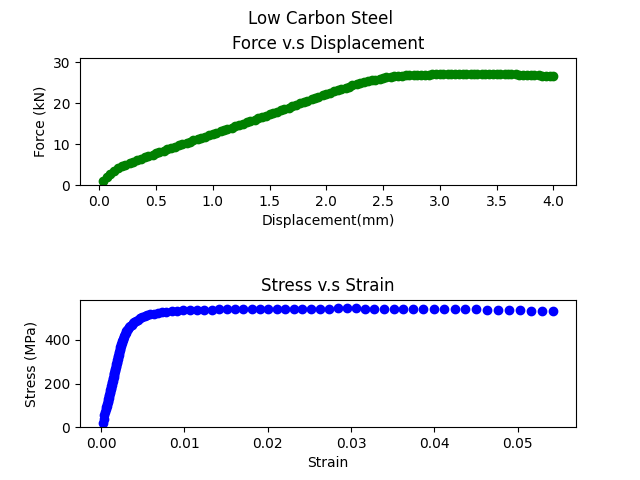 Low Carbon Steel
Force v.s Displacement
Force (kN)
30
20
10
0
0.0 0.5 1.0 1.5 2.0 2.5 3.0 3.5 4.0
Displacement(mm)
Stress v.s Strain
Stress (MPa)
400
200
0
0.00 0.01 0.02 0.03 0.04 0.05
Strain